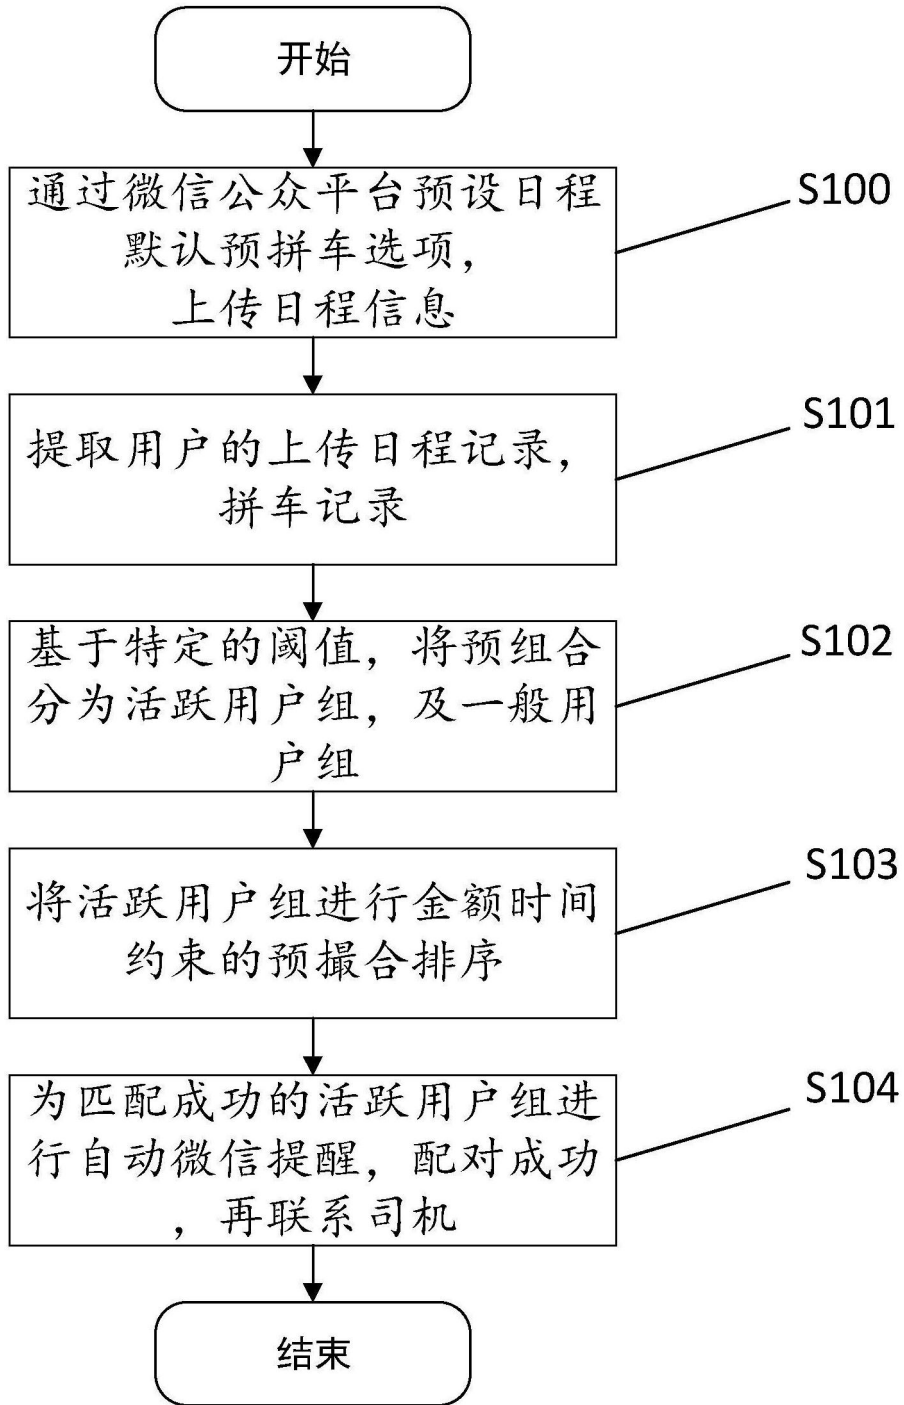 开始
通过微信公众平台预设日程
默认预拼车选项，
上传日程信息
S100
提取用户的上传日程记录，
拼车记录
S101
基于特定的阈值，将预组合
分为活跃用户组，及一般用
户组
S102
将活跃用户组进行金额时间
约束的预撮合排序
S103
为匹配成功的活跃用户组进
行自动微信提醒，配对成功
，再联系司机
S104
结束